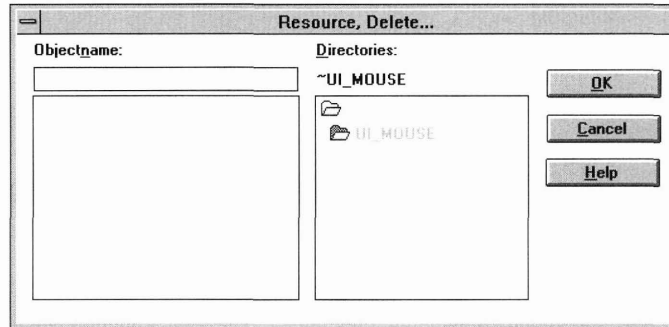 Resource, Delete...
Objectname:
Directories:
~UI_MOUSE
UI_MOUSE
OK
Cancel
Help